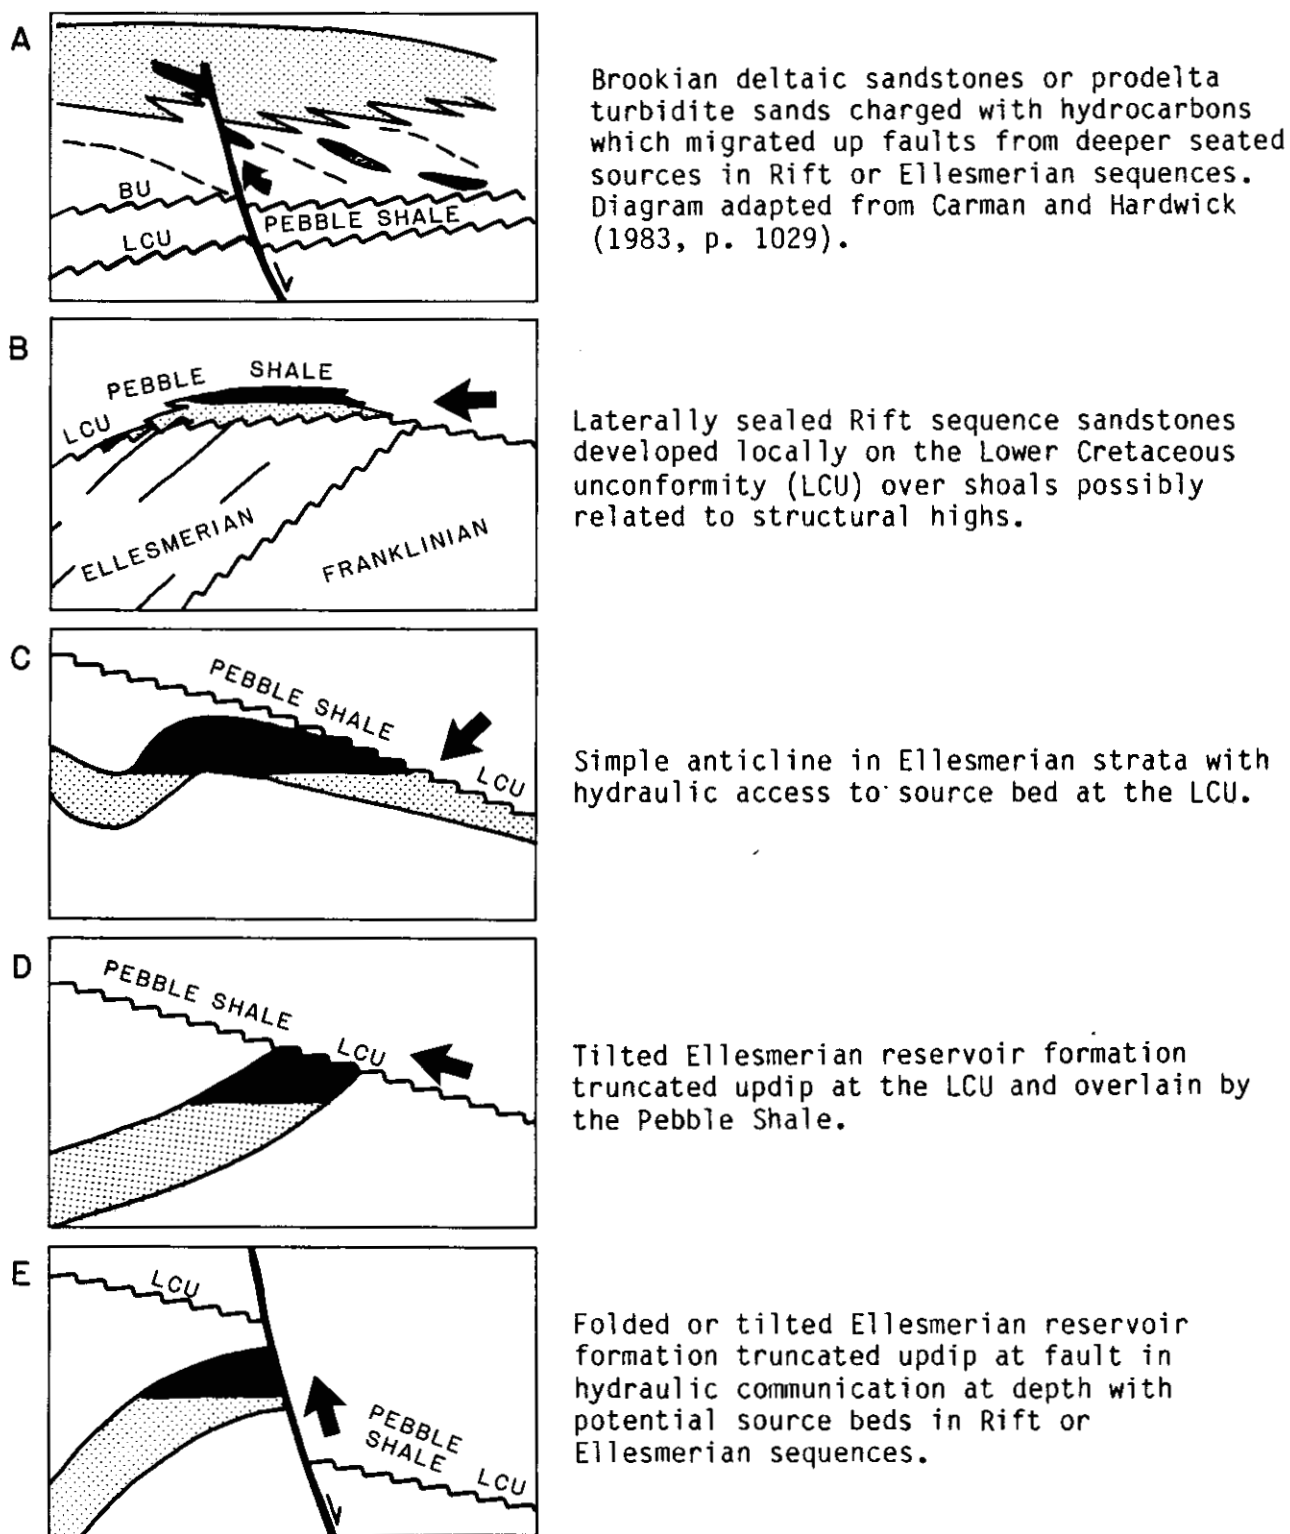 A
BU
LCU
PEBBLE SHALE
Brookian deltaic sandstones or prodelta
turbidite sands charged with hydrocarbons
which migrated up faults from deeper seated
sources in Rift or Ellesmerian sequences.
Diagram adapted from Carman and Hardwick
(1983, p. 1029).
B
PEBBLE SHALE
LCU
ELLESMERIAN
FRANKLINIAN
Laterally sealed Rift sequence sandstones
developed locally on the Lower Cretaceous
unconformity (LCU) over shoals possibly
related to structural highs.
C
PEBBLE SHALE
LCU
Simple anticline in Ellesmerian strata with
hydraulic access to source bed at the LCU.
D
PEBBLE SHALE
LCU
Tilted Ellesmerian reservoir formation
truncated updip at the LCU and overlain by
the Pebble Shale.
E
LCU
PEBBLE
SHALE
LCU
Folded or tilted Ellesmerian reservoir
formation truncated updip at fault in
hydraulic communication at depth with
potential source beds in Rift or
Ellesmerian sequences.